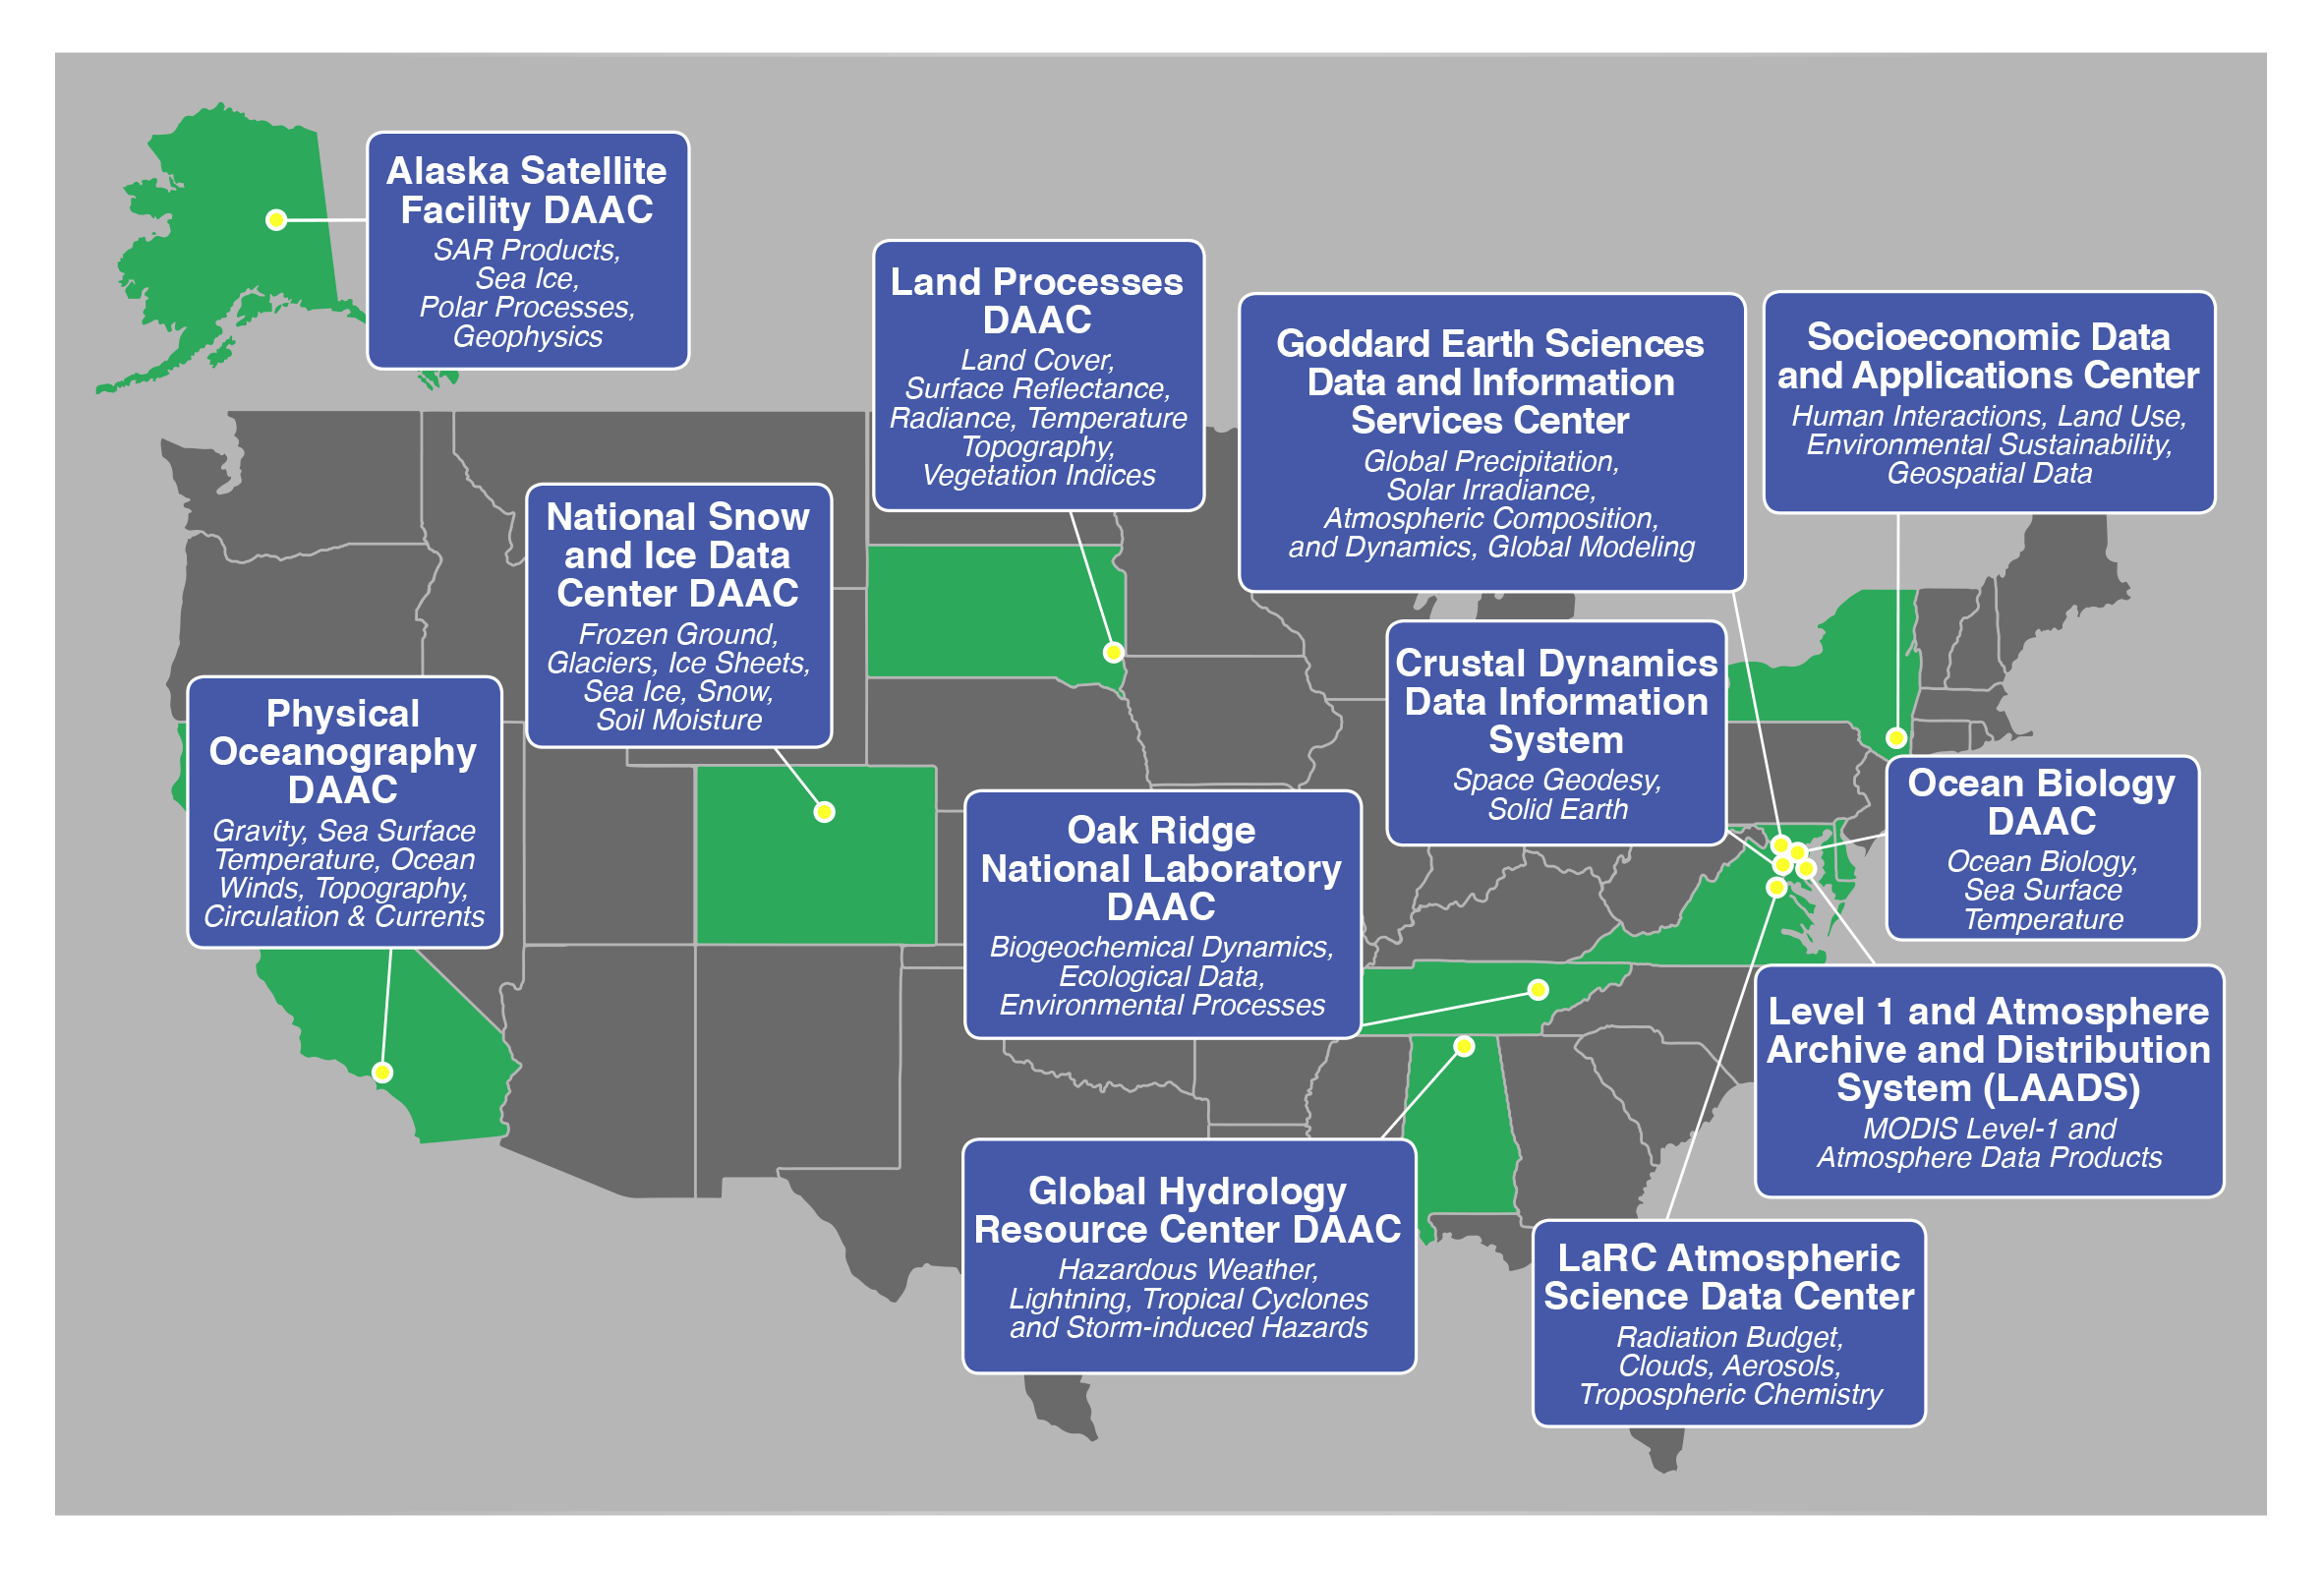 Alaska Satellite
Facility DAAC
SAR Products,
Sea Ice,
Polar Processes,
Geophysics
Land Processes
DAAC
Land Cover,
Surface Reflectance,
Radiance, Temperature
Topography,
Vegetation Indices
Goddard Earth Sciences
Data and Information
Services Center
Global Precipitation,
Solar Irradiance,
Atmospheric Composition,
and Dynamics, Global Modeling
Socioeconomic Data
and Applications Center
Human Interactions, Land Use,
Environmental Sustainability,
Geospatial Data
National Snow
and Ice Data
Center DAAC
Frozen Ground,
Glaciers, Ice Sheets,
Sea Ice, Snow,
Soil Moisture
Crustal Dynamics
Data Information
System
Space Geodesy,
Solid Earth
Physical
Oceanography
DAAC
Gravity, Sea Surface
Temperature, Ocean
Winds, Topography,
Circulation & Currents
Ocean Biology
DAAC
Ocean Biology,
Sea Surface
Temperature
Oak Ridge
National Laboratory
DAAC
Biogeochemical Dynamics,
Ecological Data,
Environmental Processes
Level 1 and Atmosphere
Archive and Distribution
System (LAADS)
MODIS Level-1 and
Atmosphere Data Products
Global Hydrology
Resource Center DAAC
Hazardous Weather,
Lightning, Tropical Cyclones
and Storm-induced Hazards
LaRC Atmospheric
Science Data Center
Radiation Budget,
Clouds, Aerosols,
Tropospheric Chemistry